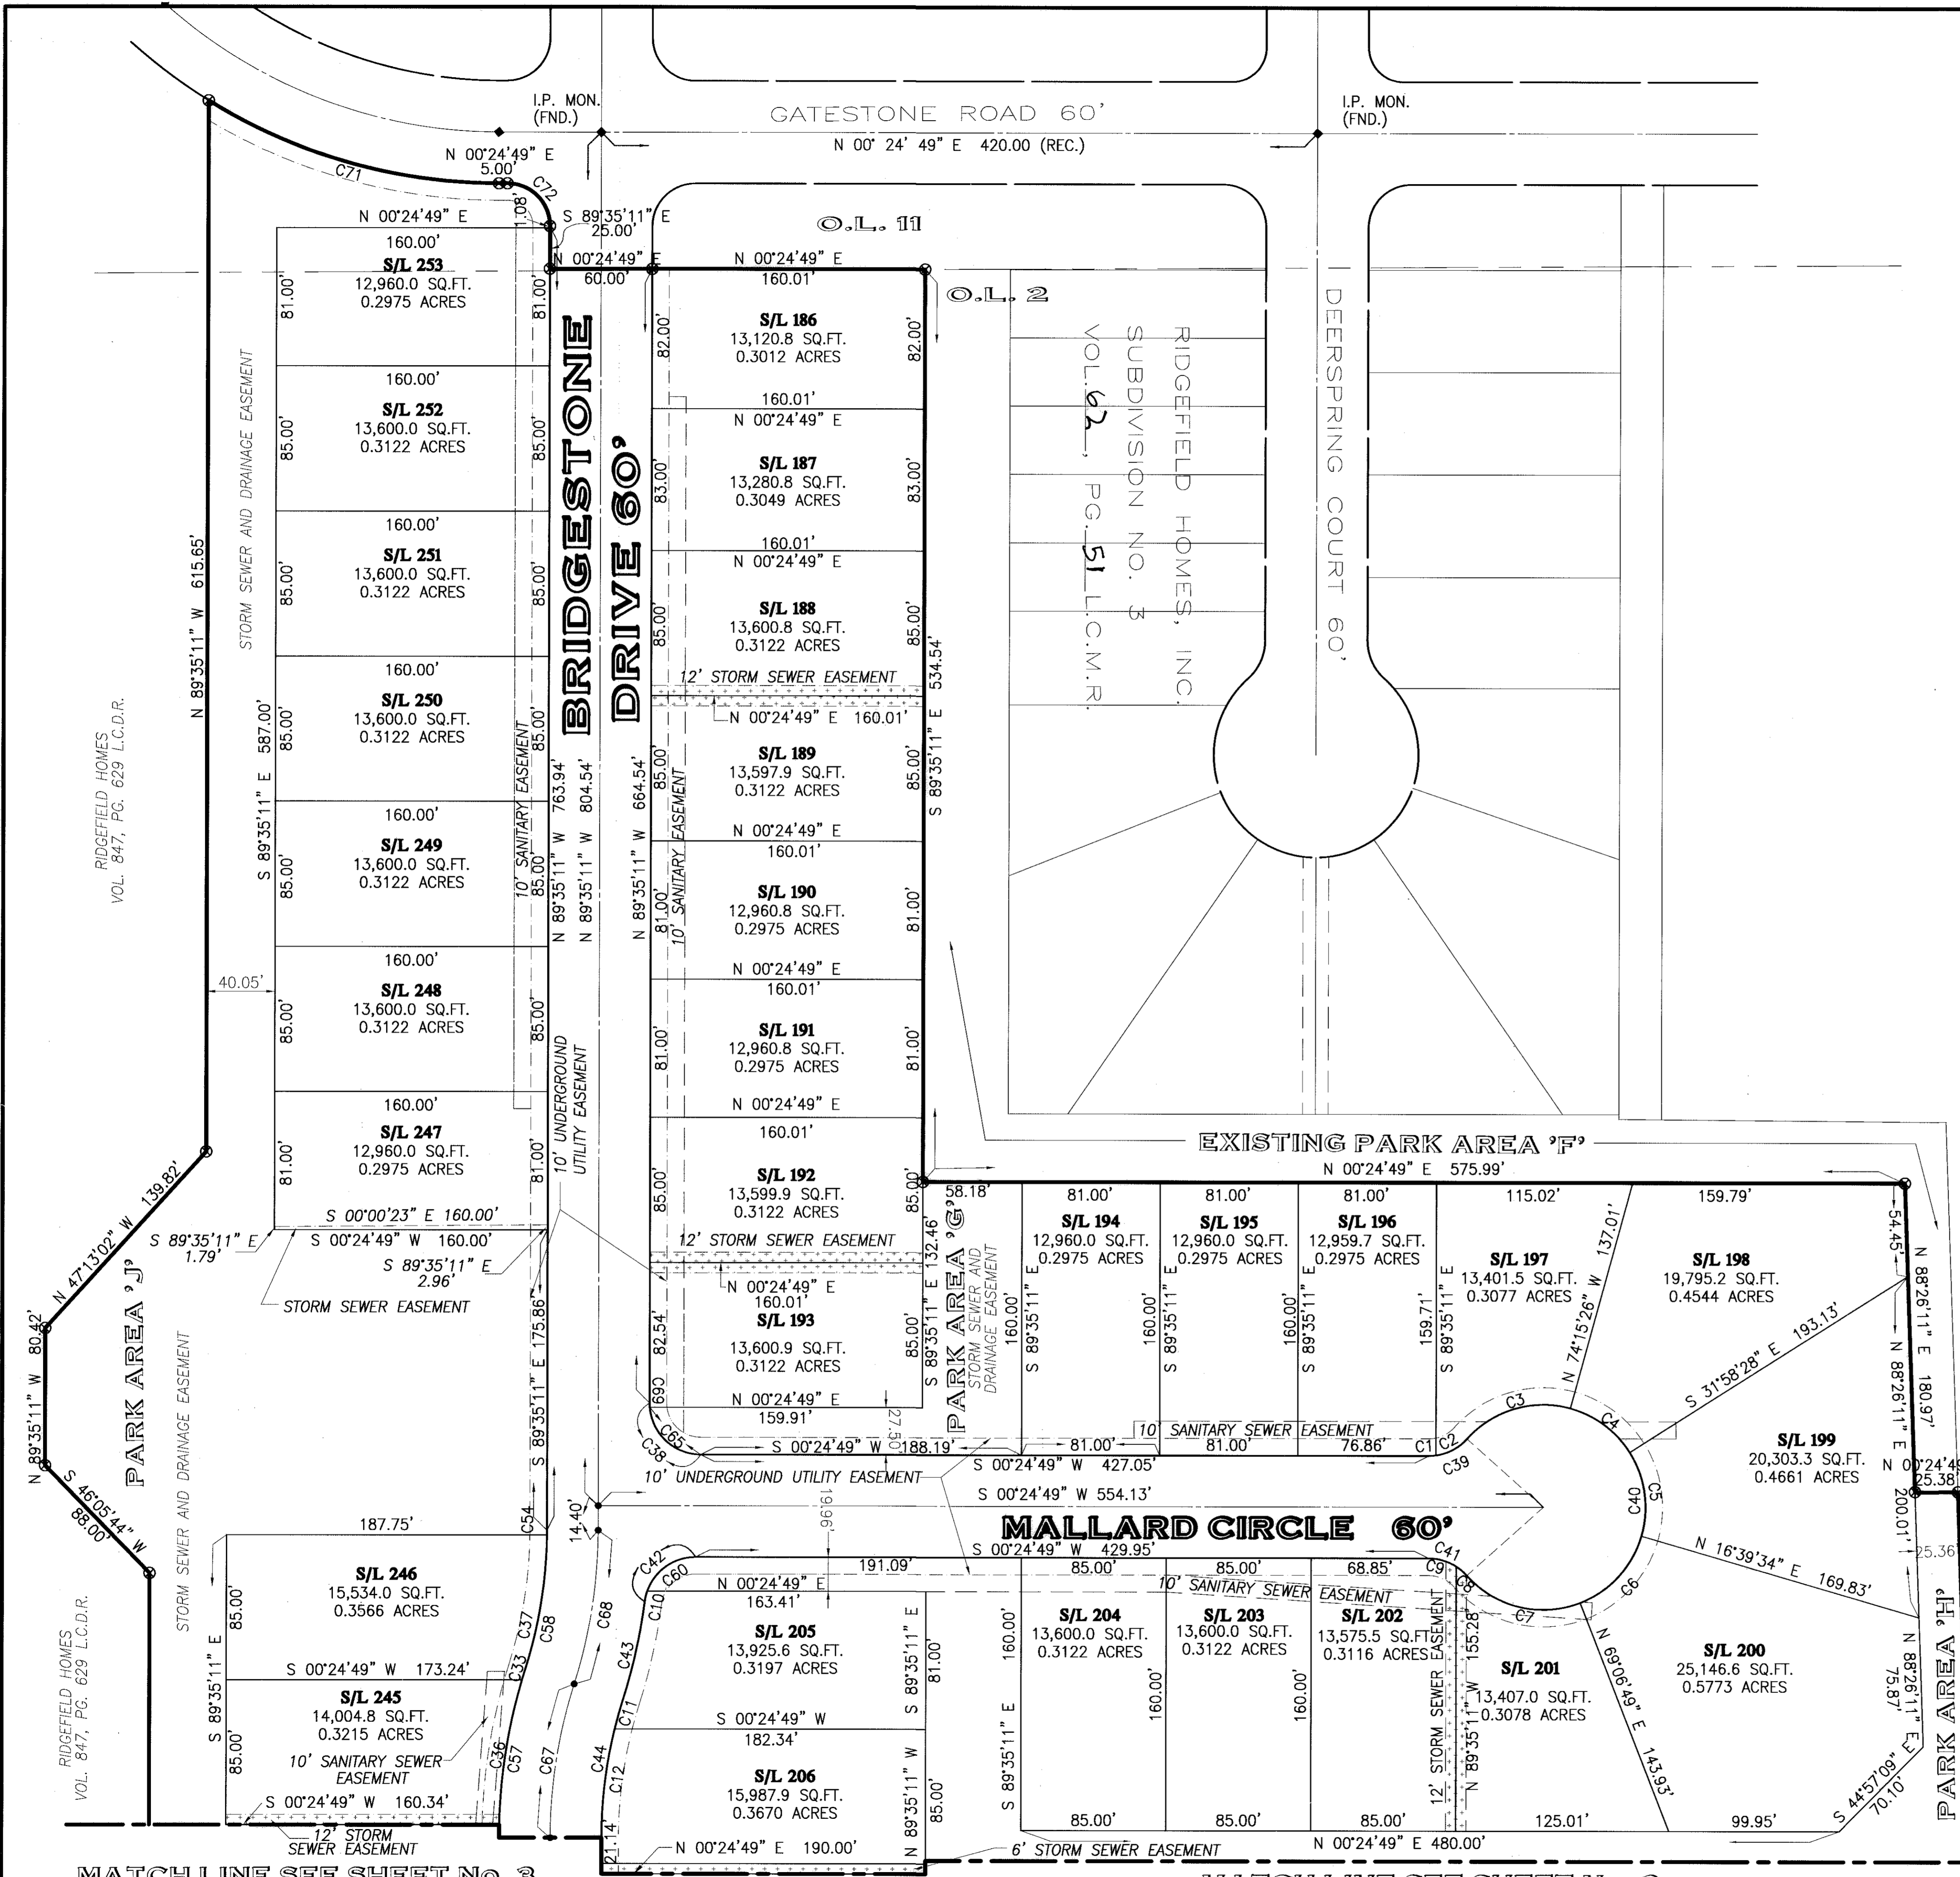 I.P. MON.
(FND.)
GATESTONE ROAD 60'
N 00° 24' 49" E 420.00 (REC.)
I.P. MON.
(FND.)
N 00°24'49" E
5.00'
C71
C72
1.08'
S 89°35'11" E
25.00'
O.L. 11
N 00°24'49" E
60.00'
N 00°24'49" E
160.01'
O.L. 2
N 00°24'49" E
160.00'
S/L 253
12,960.0 SQ.FT.
0.2975 ACRES
81.00'
81.00'
160.00'
S/L 252
13,600.0 SQ.FT.
0.3122 ACRES
85.00'
85.00'
160.00'
S/L 251
13,600.0 SQ.FT.
0.3122 ACRES
85.00'
85.00'
160.00'
S/L 250
13,600.0 SQ.FT.
0.3122 ACRES
85.00'
85.00'
160.00'
S/L 249
13,600.0 SQ.FT.
0.3122 ACRES
85.00'
85.00'
160.00'
S/L 248
13,600.0 SQ.FT.
0.3122 ACRES
85.00'
85.00'
160.00'
S/L 247
12,960.0 SQ.FT.
0.2975 ACRES
81.00'
81.00'
S 00°00'23" E 160.00'
S 00°24'49" W 160.00'
S 89°35'11" E
1.79'
S 89°35'11" E
2.96'
STORM SEWER EASEMENT
STORM SEWER AND DRAINAGE EASEMENT
N 89°35'11" W 615.65'
S 89°35'11" E 587.00'
40.05'
RIDGEFIELD HOMES
VOL. 847, PG. 629 L.C.D.R.
N 47°13'02" W 139.82'
N 89°35'11" W 80.42'
S 46°05'44" W
88.00'
PARK AREA 'J'
STORM SEWER AND DRAINAGE EASEMENT
RIDGEFIELD HOMES
VOL. 847, PG. 629 L.C.D.R.
10' SANITARY EASEMENT
BRIDGESTONE
DRIVE 60'
N 89°35'11" W 763.94'
N 89°35'11" W 804.54'
N 89°35'11" W 664.54'
10' SANITARY EASEMENT
10' UNDERGROUND
UTILITY EASEMENT
S 89°35'11" E 175.86'
14.40'
S/L 186
13,120.8 SQ.FT.
0.3012 ACRES
82.00'
82.00'
160.01'
N 00°24'49" E
S/L 187
13,280.8 SQ.FT.
0.3049 ACRES
83.00'
83.00'
160.01'
N 00°24'49" E
S/L 188
13,600.8 SQ.FT.
0.3122 ACRES
85.00'
85.00'
12' STORM SEWER EASEMENT
N 00°24'49" E 160.01'
S 89°35'11" E 534.54'
S/L 189
13,597.9 SQ.FT.
0.3122 ACRES
85.00'
85.00'
N 00°24'49" E
160.01'
S/L 190
12,960.8 SQ.FT.
0.2975 ACRES
81.00'
81.00'
N 00°24'49" E
160.01'
S/L 191
12,960.8 SQ.FT.
0.2975 ACRES
81.00'
81.00'
N 00°24'49" E
160.01'
S/L 192
13,599.9 SQ.FT.
0.3122 ACRES
85.00'
85.00'
12' STORM SEWER EASEMENT
N 00°24'49" E
160.01'
S/L 193
13,600.9 SQ.FT.
0.3122 ACRES
82.54'
85.00'
N 00°24'49" E
159.91'
27.50'
C69
C65
C38
S 89°35'11" E 132.46'
PARK AREA 'G'
STORM SEWER AND
DRAINAGE EASEMENT
RIDGEFIELD HOMES, INC.
SUBDIVISION NO. 3
VOL. 62, PG. 51 L.C.M.R.
DEERSPRING COURT 60'
EXISTING PARK AREA 'F'
N 00°24'49" E 575.99'
58.18'
81.00'
81.00'
81.00'
115.02'
159.79'
S/L 194
12,960.0 SQ.FT.
0.2975 ACRES
S/L 195
12,960.0 SQ.FT.
0.2975 ACRES
S/L 196
12,959.7 SQ.FT.
0.2975 ACRES
S/L 197
13,401.5 SQ.FT.
0.3077 ACRES
S/L 198
19,795.2 SQ.FT.
0.4544 ACRES
160.00'
S 89°35'11" E
160.00'
S 89°35'11" E
160.00'
S 89°35'11" E
159.71'
S 89°35'11" E
N 74°15'26" W 137.01'
S 31°58'28" E 193.13'
54.45'
N 88°26'11" E 180.97'
N 88°26'11" E
200.01'
S/L 199
20,303.3 SQ.FT.
0.4661 ACRES
25.38'
25.36'
10' SANITARY SEWER EASEMENT
S 00°24'49" W 188.19'
81.00'
81.00'
76.86'
C1
C2
C39
C3
C4
C5
C40
C6
C7
S 00°24'49" W 427.05'
10' UNDERGROUND UTILITY EASEMENT
S 00°24'49" W 554.13'
19.96'
MALLARD CIRCLE 60'
S 00°24'49" W 429.95'
191.09'
85.00'
85.00'
68.85'
C9
C41
C8
10' SANITARY SEWER EASEMENT
N 16°39'34" E 169.83'
C42
C60
C10
N 00°24'49" E
163.41'
S/L 205
13,925.6 SQ.FT.
0.3197 ACRES
S 89°35'11" E
81.00'
S 00°24'49" W
182.34'
S/L 206
15,987.9 SQ.FT.
0.3670 ACRES
N 89°35'11" W
85.00'
N 00°24'49" E 190.00'
6' STORM SEWER EASEMENT
21.14'
C43
C11
C44
C12
C68
C67
C54
C37
C58
C33
C36
C57
187.75'
S/L 246
15,534.0 SQ.FT.
0.3566 ACRES
85.00'
S 89°35'11" E
S 00°24'49" W 173.24'
S/L 245
14,004.8 SQ.FT.
0.3215 ACRES
85.00'
10' SANITARY SEWER
EASEMENT
S 00°24'49" W 160.34'
12' STORM
SEWER EASEMENT
S/L 204
13,600.0 SQ.FT.
0.3122 ACRES
160.00'
S 89°35'11" E
S/L 203
13,600.0 SQ.FT.
0.3122 ACRES
160.00'
S/L 202
13,575.5 SQ.FT.
0.3116 ACRES
160.00'
12' STORM SEWER EASEMENT
155.28'
N 89°35'11" W
S/L 201
13,407.0 SQ.FT.
0.3078 ACRES
N 69°06'49" E 143.93'
S/L 200
25,146.6 SQ.FT.
0.5773 ACRES
N 88°26'11" E
75.87'
S 44°57'09" E
70.10'
PARK AREA "H"
85.00'
85.00'
85.00'
125.01'
99.95'
N 00°24'49" E 480.00'
MATCH LINE SEE SHEET No. 3